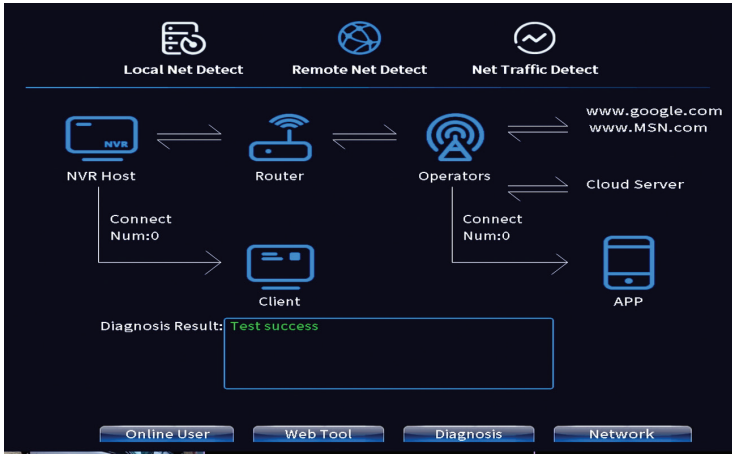 Local Net Detect
Remote Net Detect
Net Traffic Detect
www.google.com
www.MSN.com
NVR
NVR Host
Router
Operators
Cloud Server
Connect
Num:0
Connect
Num:0
Client
APP
Diagnosis Result: Test success
Online User
Web Tool
Diagnosis
Network